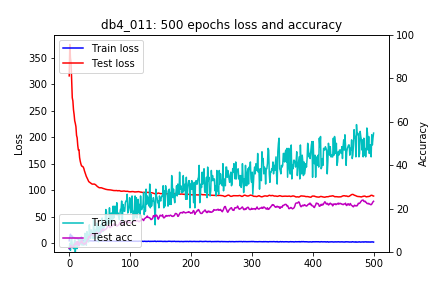 db4_011: 500 epochs loss and accuracy
Train loss
Test loss
Train acc
Test acc
Loss
Accuracy
350
300
250
200
150
100
50
0
100
80
60
40
20
0
0
100
200
300
400
500